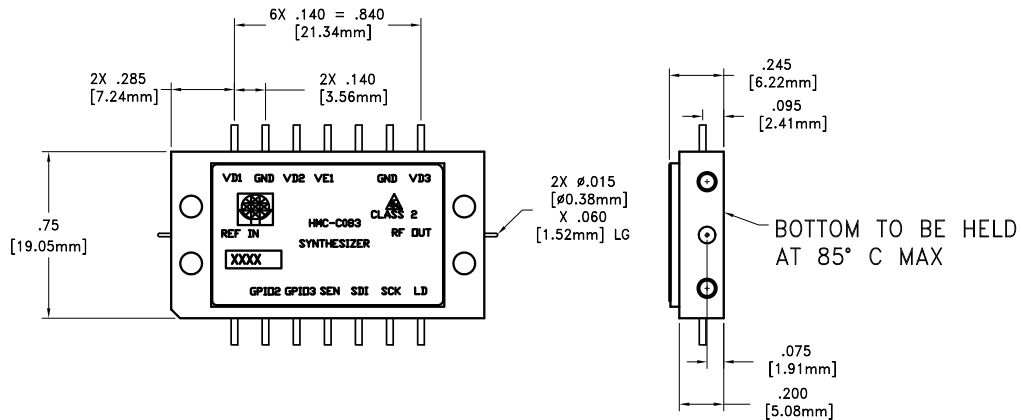 6X .140 = .840
[21.34mm]
2X .285
[7.24mm]
2X .140
[3.56mm]
.245
[6.22mm]
.095
[2.41mm]
VD1 GND VD2 VE1 GND VD3
.75
[19.05mm]
HMC-C083
CLASS 2
REF IN
SYNTHESIZER
RF OUT
XXXX
GPIO2 GPIO3 SEN SDI SCK LD
2X ø.015
[ø0.38mm]
X .060
[1.52mm] LG
BOTTOM TO BE HELD
AT 85° C MAX
.075
[1.91mm]
.200
[5.08mm]